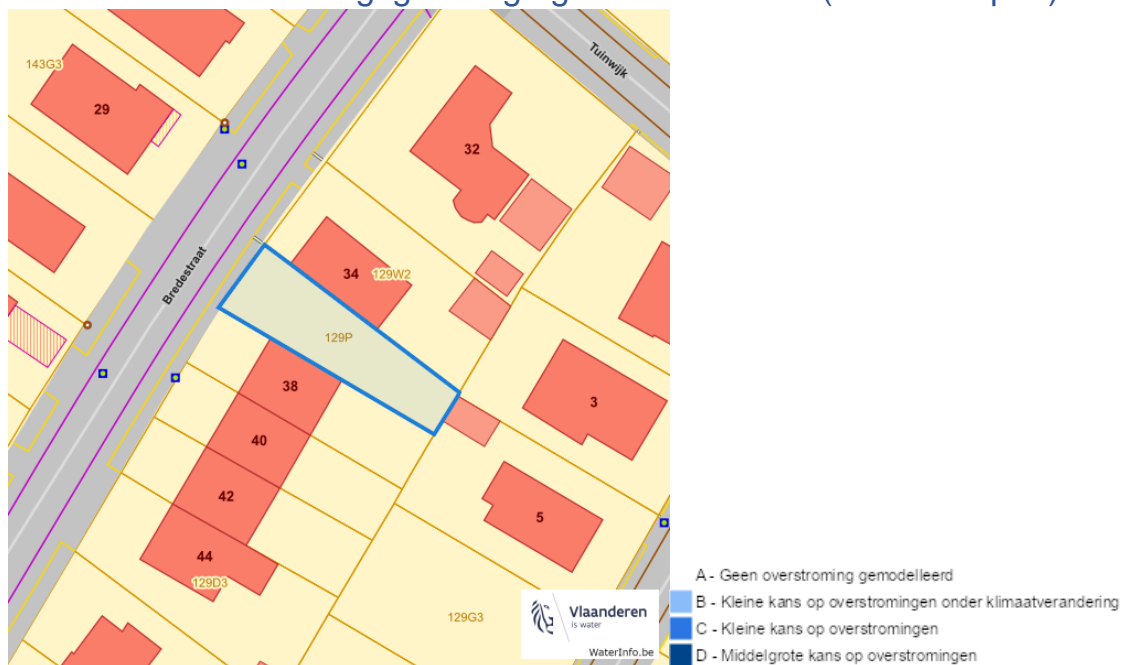 143G3
29
Tuinwijk
32
Bredestraat
34
129W2
129P
38
3
40
42
5
44
129D3
129G3
Vlaanderen
is water
WaterInfo.be
A - Geen overstroming gemodelleerd
B - Kleine kans op overstromingen onder klimaatverandering
C - Kleine kans op overstromingen
D - Middelgrote kans op overstromingen